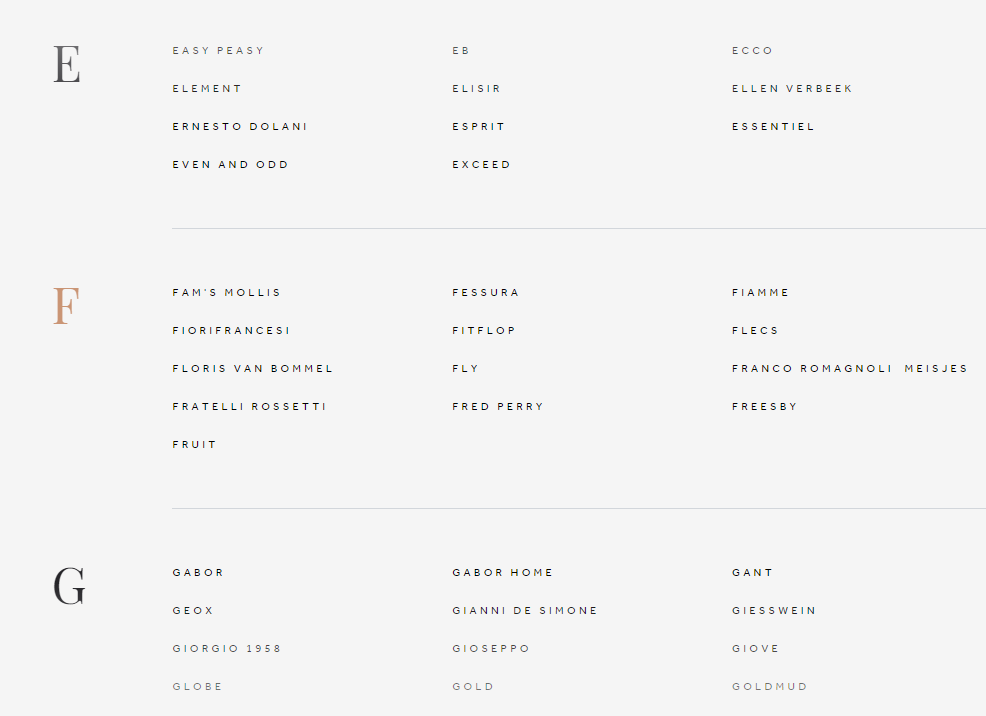 E
EASY PEASY EB ECCO
ELEMENT ELISIR ELLEN VERBEEK
ERNESTO DOLANI ESPRIT ESSENTIEL
EVEN AND ODD EXCEED
F
FAM'S MOLLIS FESSURA FIAMME
FIORIFRANCESI FITFLOP FLECS
FLORIS VAN BOMMEL FLY FRANCO ROMAGNOLI MEISJES
FRATELLI ROSSETTI FRED PERRY FREESBY
FRUIT
G
GABOR GABOR HOME GANT
GEOX GIANNI DE SIMONE GIESSWEIN
GIORGIO 1958 GIOSEPPO GIOVE
GLOBE GOLD GOLDMUD